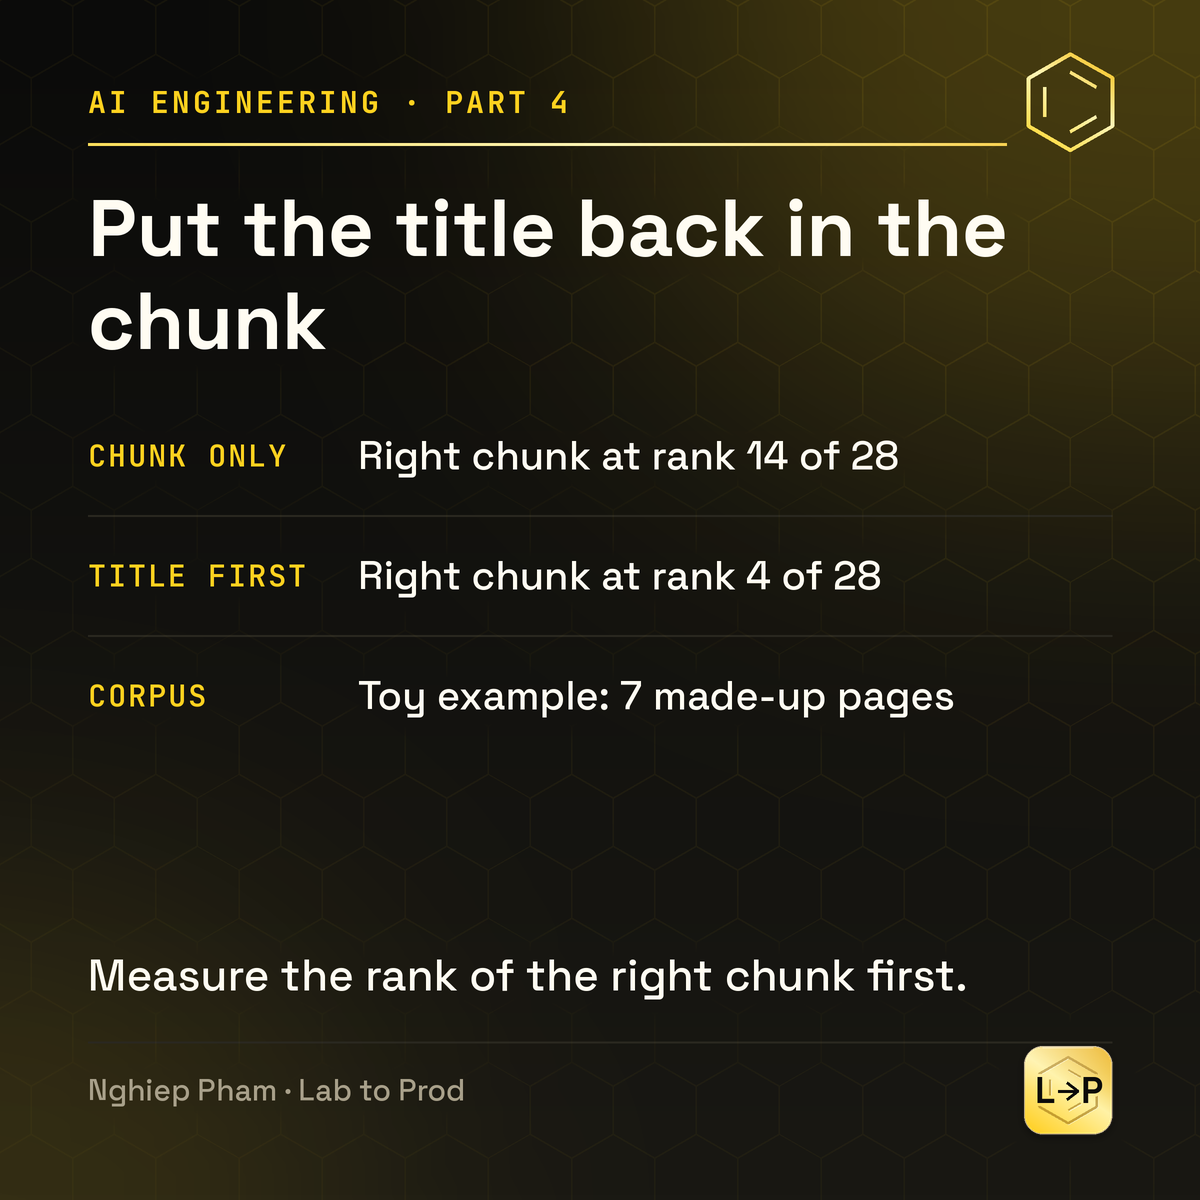 AI ENGINEERING · PART 4
Put the title back in the
chunk
CHUNK ONLY Right chunk at rank 14 of 28
TITLE FIRST Right chunk at rank 4 of 28
CORPUS Toy example: 7 made-up pages
Measure the rank of the right chunk first.
Nghiep Pham · Lab to Prod
L→P